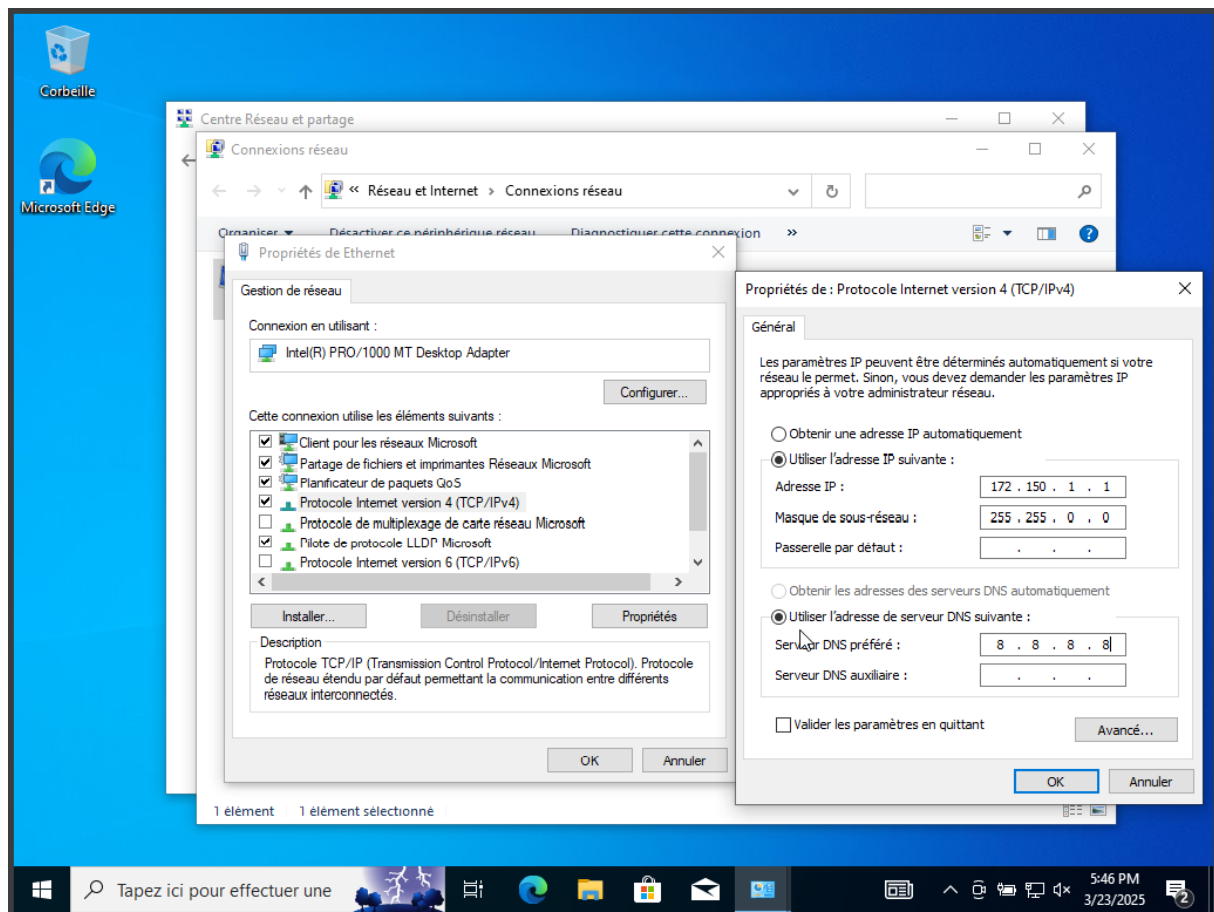 Corbeille
Microsoft Edge
Centre Réseau et partage
Connexions réseau
« Réseau et Internet › Connexions réseau
Organiser Désactiver ce périphérique réseau Diagnostiquer cette connexion »
Propriétés de Ethernet
Gestion de réseau
Connexion en utilisant :
Intel(R) PRO/1000 MT Desktop Adapter
Configurer...
Cette connexion utilise les éléments suivants :
Client pour les réseaux Microsoft
Partage de fichiers et imprimantes Réseaux Microsoft
Planificateur de paquets QoS
Protocole Internet version 4 (TCP/IPv4)
Protocole de multiplexage de carte réseau Microsoft
Pilote de protocole LLDP Microsoft
Protocole Internet version 6 (TCP/IPv6)
Installer...
Désinstaller
Propriétés
Description
Protocole TCP/IP (Transmission Control Protocol/Internet Protocol). Protocole
de réseau étendu par défaut permettant la communication entre différents
réseaux interconnectés.
OK
Annuler
Propriétés de : Protocole Internet version 4 (TCP/IPv4)
Général
Les paramètres IP peuvent être déterminés automatiquement si votre
réseau le permet. Sinon, vous devez demander les paramètres IP
appropriés à votre administrateur réseau.
Obtenir une adresse IP automatiquement
Utiliser l'adresse IP suivante :
Adresse IP : 172 . 150 . 1 . 1
Masque de sous-réseau : 255 . 255 . 0 . 0
Passerelle par défaut : . . .
Obtenir les adresses des serveurs DNS automatiquement
Utiliser l'adresse de serveur DNS suivante :
Serveur DNS préféré : 8 . 8 . 8 . 8
Serveur DNS auxiliaire : . . .
Valider les paramètres en quittant
Avancé...
OK
Annuler
1 élément 1 élément sélectionné
Tapez ici pour effectuer une
5:46 PM
3/23/2025
2